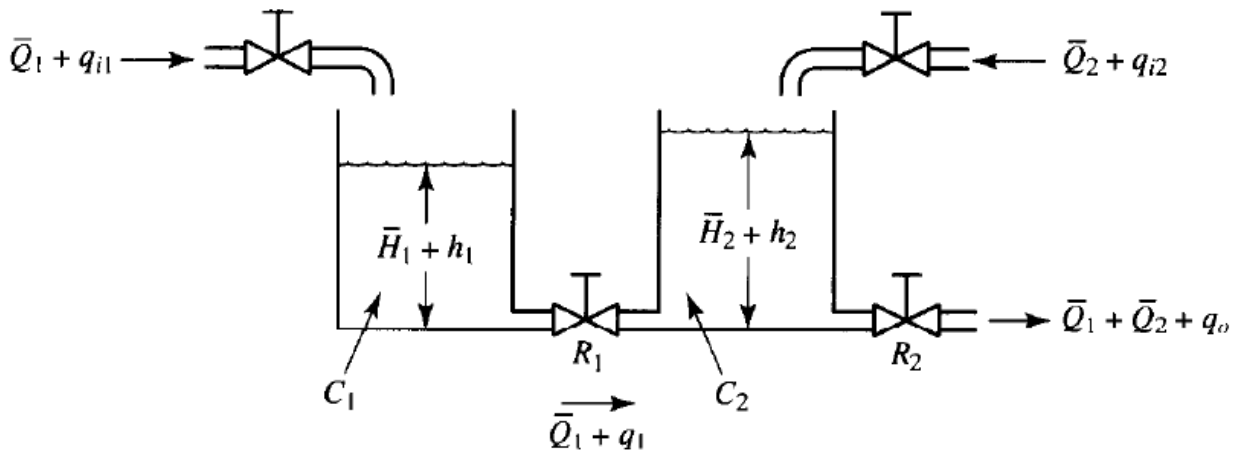 Q̄₁ + qᵢ₁
Q̄₂ + qᵢ₂
H̄₁ + h₁
H̄₂ + h₂
Q̄₁ + Q̄₂ + qₒ
R₁
R₂
C₁
C₂
Q̄₁ + q₁